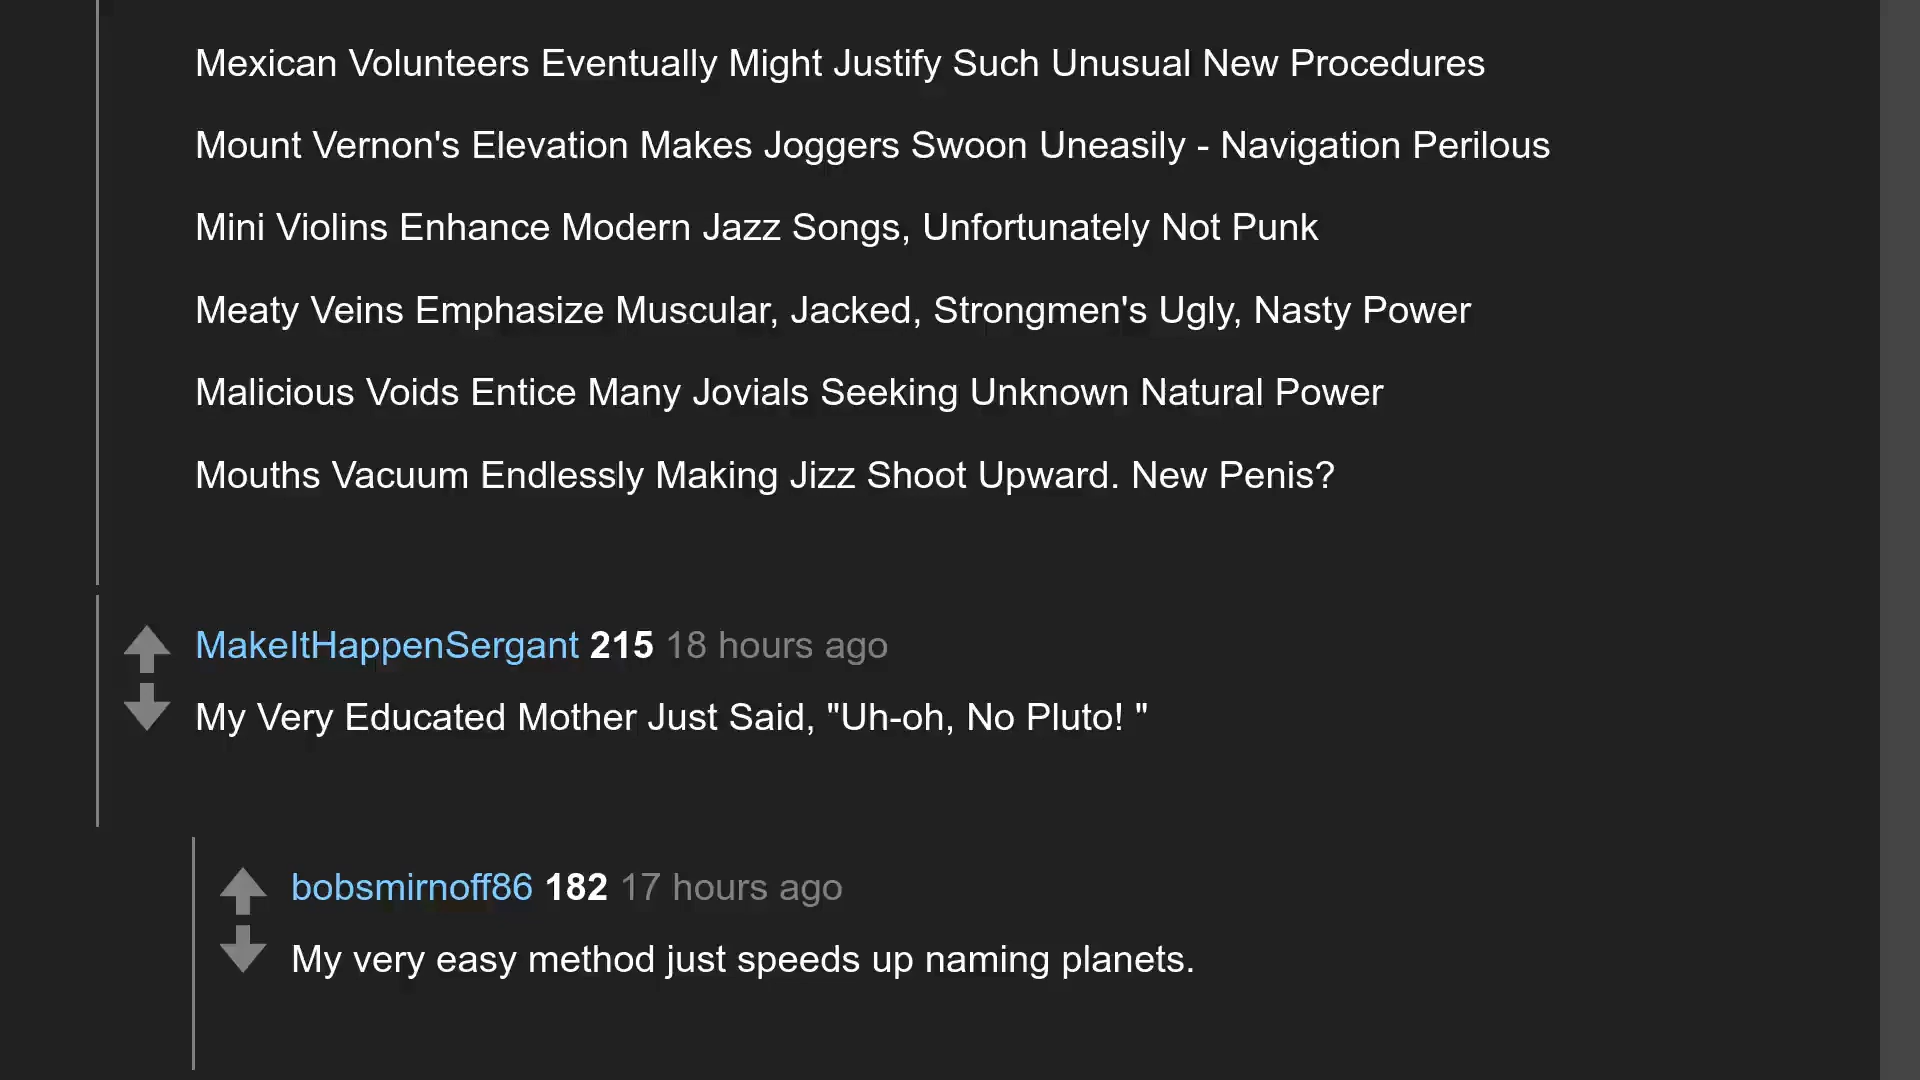 Mexican Volunteers Eventually Might Justify Such Unusual New Procedures
Mount Vernon's Elevation Makes Joggers Swoon Uneasily - Navigation Perilous
Mini Violins Enhance Modern Jazz Songs, Unfortunately Not Punk
Meaty Veins Emphasize Muscular, Jacked, Strongmen's Ugly, Nasty Power
Malicious Voids Entice Many Jovials Seeking Unknown Natural Power
Mouths Vacuum Endlessly Making Jizz Shoot Upward. New Penis?
MakeItHappenSergant 215 18 hours ago
My Very Educated Mother Just Said, "Uh-oh, No Pluto! "
bobsmirnoff86 182 17 hours ago
My very easy method just speeds up naming planets.